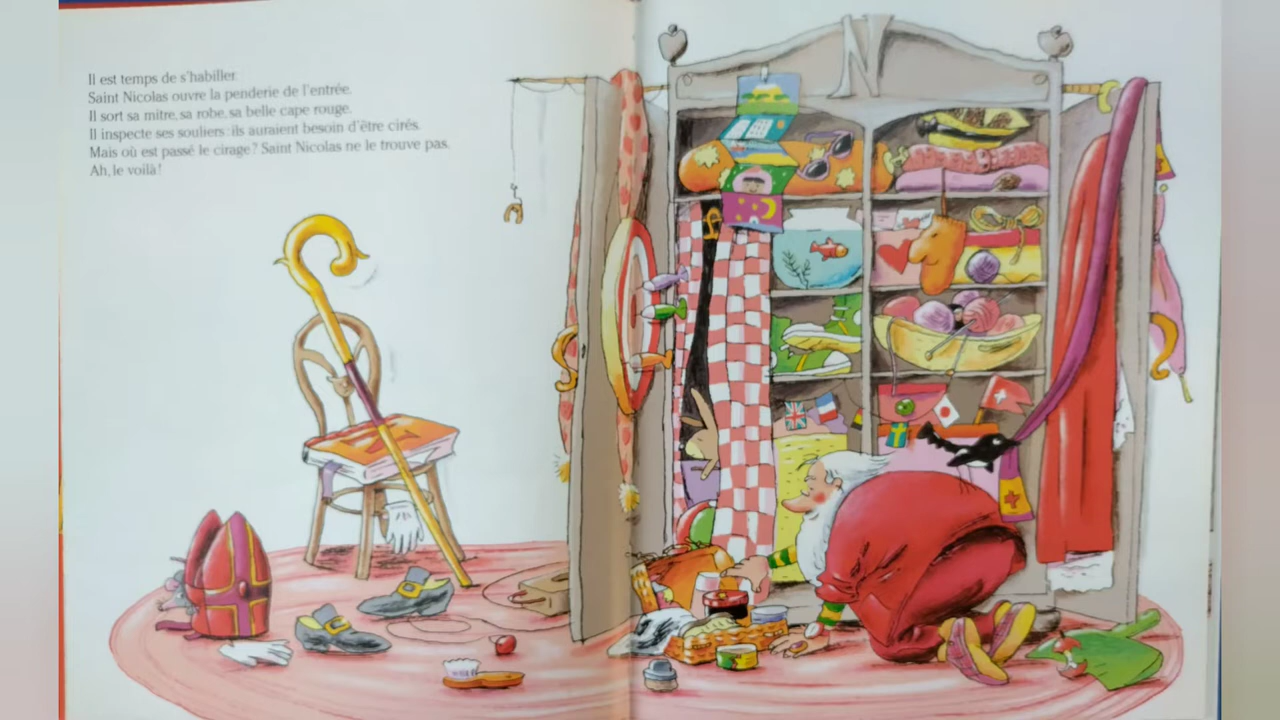 Il est temps de s'habiller.
Saint Nicolas ouvre la penderie de l'entrée.
Il sort sa mitre, sa robe, sa belle cape rouge.
Il inspecte ses souliers : ils auraient besoin d'être cirés.
Mais où est passé le cirage ? Saint Nicolas ne le trouve pas.
Ah, le voilà !
N